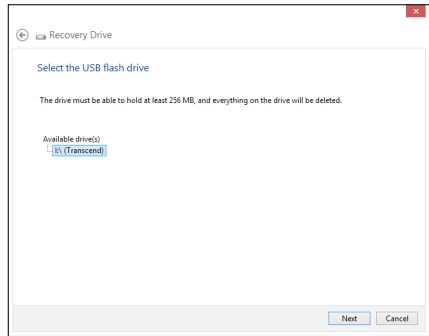 Recovery Drive
Select the USB flash drive
The drive must be able to hold at least 256 MB, and everything on the drive will be deleted.
Available drive(s)
I:\ (Transcend)
Next Cancel